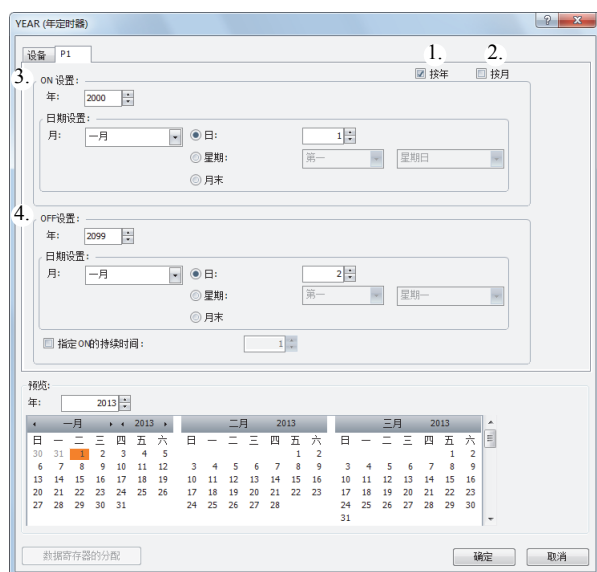 YEAR (年定时器)
设备 P1
1. 2.
按年 按月
3. ON 设置:
年: 2000
日期设置:
月: 一月 日: 1
星期: 第一 星期日
月末
4. OFF设置:
年: 2099
日期设置:
月: 一月 日: 2
星期: 第一 星期一
月末
指定ON的持续时间: 1
预览:
年: 2013
一月 2013 二月 2013 三月 2013
日 一 二 三 四 五 六 日 一 二 三 四 五 六 日 一 二 三 四 五 六
30 31 1 2 3 4 5 1 2 1 2
6 7 8 9 10 11 12 3 4 5 6 7 8 9 3 4 5 6 7 8 9
13 14 15 16 17 18 19 10 11 12 13 14 15 16 10 11 12 13 14 15 16
20 21 22 23 24 25 26 17 18 19 20 21 22 23 17 18 19 20 21 22 23
27 28 29 30 31 24 25 26 27 28 24 25 26 27 28 29 30
31
数据寄存器的分配 确定 取消